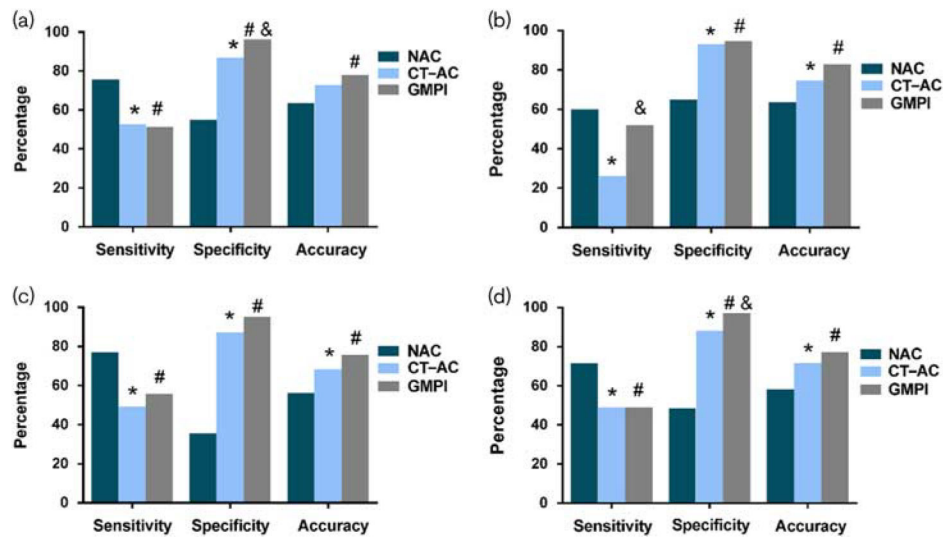 (a)
100
80
60
40
20
0
Percentage
* #
* # &
#
NAC
CT–AC
GMPI
Sensitivity Specificity Accuracy
(b)
100
80
60
40
20
0
Percentage
* &
* #
* #
NAC
CT–AC
GMPI
Sensitivity Specificity Accuracy
(c)
100
80
60
40
20
0
Percentage
* #
* #
* #
NAC
CT–AC
GMPI
Sensitivity Specificity Accuracy
(d)
100
80
60
40
20
0
Percentage
* #
* # &
* #
NAC
CT–AC
GMPI
Sensitivity Specificity Accuracy